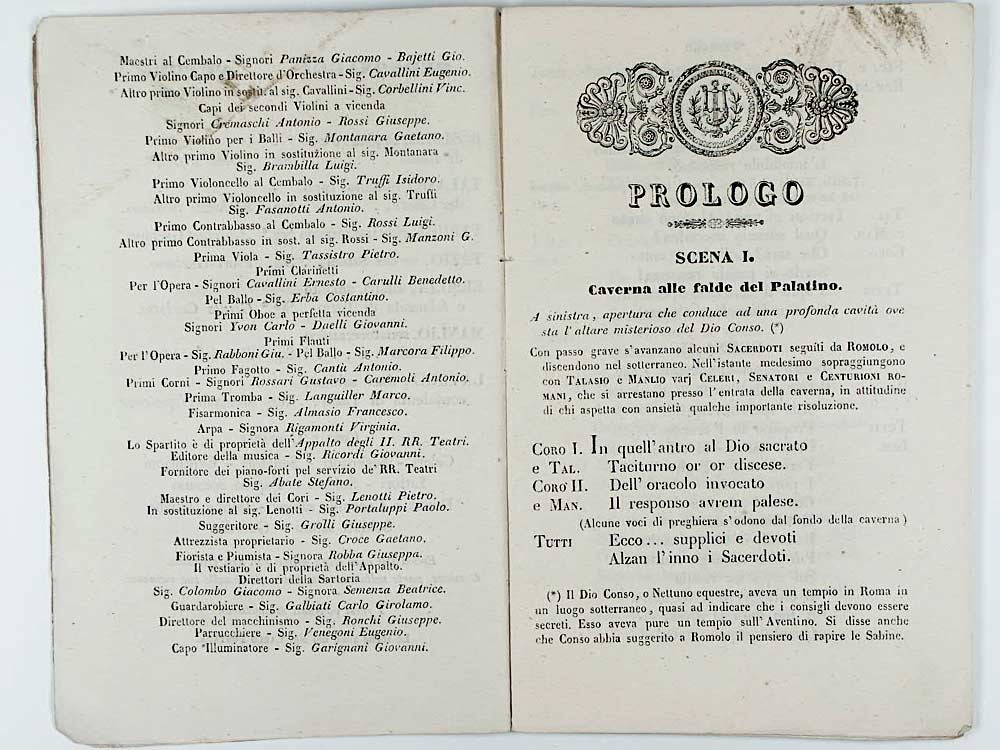 Maestri al Cembalo - Signori Panizza Giacomo - Bajetti Gio.
Primo Violino Capo e Direttore d'Orchestra - Sig. Cavallini Eugenio.
Altro primo Violino in sostit. al sig. Cavallini - Sig. Corbellini Vinc.
Capi dei secondi Violini a vicenda
Signori Cremaschi Antonio - Rossi Giuseppe.
Primo Violino per i Balli - Sig. Montanara Gaetano.
Altro primo Violino in sostituzione al sig. Montanara
Sig. Brambilla Luigi.
Primo Violoncello al Cembalo - Sig. Truffi Isidoro.
Altro primo Violoncello in sostituzione al sig. Truffi
Sig. Fasanotti Antonio.
Primo Contrabbasso al Cembalo - Sig. Rossi Luigi.
Altro primo Contrabbasso in sost. al sig. Rossi - Sig. Manzoni G.
Prima Viola - Sig. Tassistro Pietro.
Primi Clarinetti
Per l'Opera - Signori Cavallini Ernesto - Carulli Benedetto.
Pel Ballo - Sig. Erba Costantino.
Primi Oboe a perfetta vicenda
Signori Yvon Carlo - Daelli Giovanni.
Primi Flauti
Per l'Opera - Sig. Rabboni Giu. - Pel Ballo - Sig. Marcora Filippo.
Primo Fagotto - Sig. Cantù Antonio.
Primi Corni - Signori Rossari Gustavo - Caremoli Antonio.
Prima Tromba - Sig. Languiller Marco.
Fisarmonica - Sig. Almasio Francesco.
Arpa - Signora Rigamonti Virginia.
Lo Spartito è di proprietà dell'Appalto degli II. RR. Teatri.
Editore della musica - Sig. Ricordi Giovanni.
Fornitore dei piano-forti pel servizio de' RR. Teatri
Sig. Abate Stefano.
Maestro e direttore dei Cori - Sig. Lenotti Pietro.
In sostituzione al sig. Lenotti - Sig. Portaluppi Paolo.
Suggeritore - Sig. Grolli Giuseppe.
Attrezzista proprietario - Sig. Croce Gaetano.
Fiorista e Piumista - Signora Robba Giuseppa.
Il vestiario è di proprietà dell'Appalto.
Direttori della Sartoria
Sig. Colombo Giacomo - Signora Semenza Beatrice.
Guardarobiere - Sig. Galbiati Carlo Girolamo.
Direttore del macchinismo - Sig. Ronchi Giuseppe.
Parrucchiere - Sig. Venegoni Eugenio.
Capo Illuminatore - Sig. Garignani Giovanni.
PROLOGO
SCENA I.
Caverna alle falde del Palatino.
A sinistra, apertura che conduce ad una profonda cavità ove
sta l'altare misterioso del Dio Conso. (*)
Con passo grave s'avanzano alcuni SACERDOTI seguiti da ROMOLO, e
discendono nel sotterraneo. Nell'istante medesimo sopraggiungono
con TALASIO e MANLIO varj CELERI, SENATORI e CENTURIONI RO-
MANI, che si arrestano presso l'entrata della caverna, in attitudine
di chi aspetta con ansietà qualche importante risoluzione.
CORO I. In quell'antro al Dio sacrato
e TAL. Taciturno or or discese.
CORO II. Dell' oracolo invocato
e MAN. Il responso avrem palese.
(Alcune voci di preghiera s'odono dal fondo della caverna)
TUTTI Ecco... supplici e devoti
Alzan l'inno i Sacerdoti.
(*) Il Dio Conso, o Nettuno equestre, aveva un tempio in Roma in
un luogo sotterraneo, quasi ad indicare che i consigli devono essere
secreti. Esso aveva pure un tempio sull'Aventino. Si disse anche
che Conso abbia suggerito a Romolo il pensiero di rapire le Sabine.